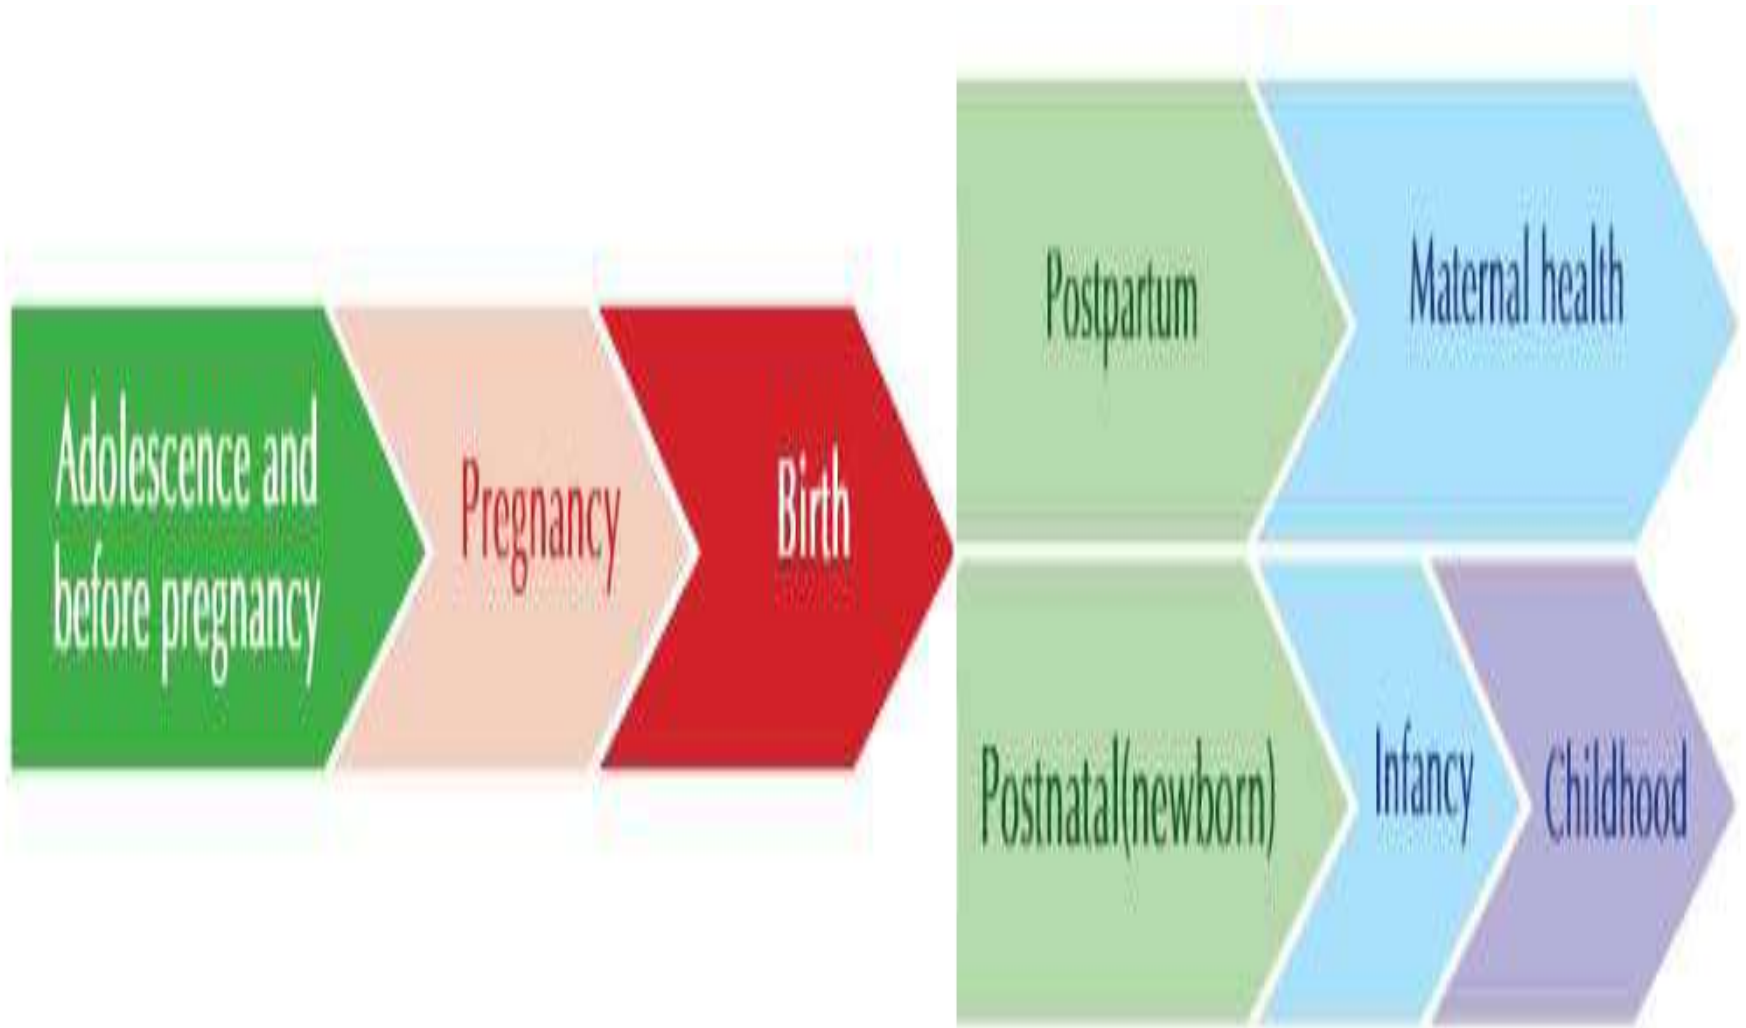 Adolescence and
before pregnancy
Pregnancy
Birth
Postpartum
Maternal health
Postnatal(newborn)
Infancy
Childhood